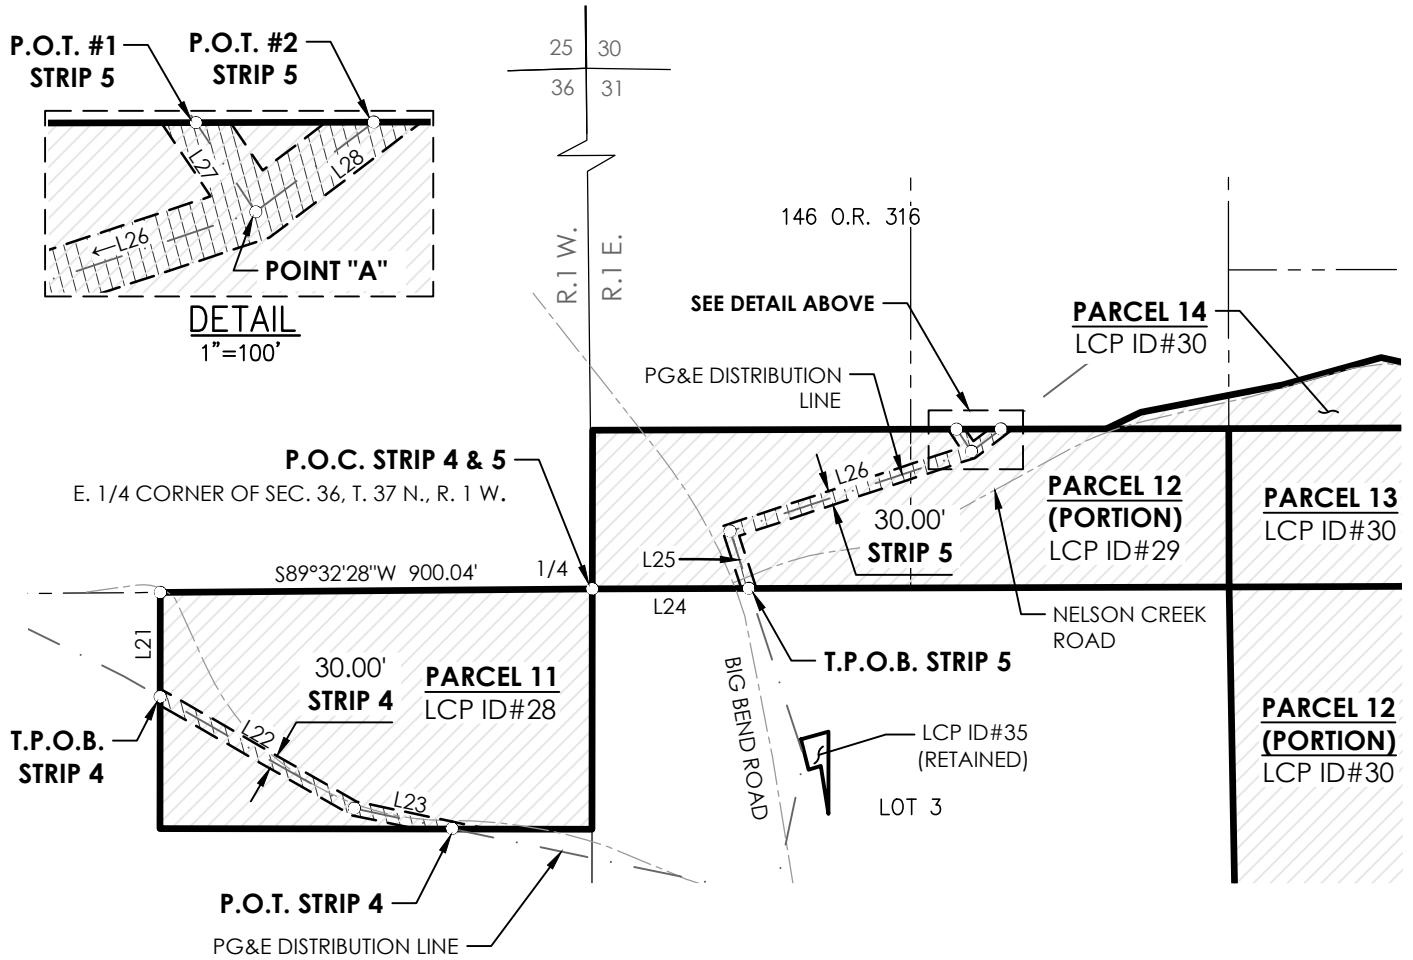 P.O.T. #1
STRIP 5
P.O.T. #2
STRIP 5
25 30
36 31
L27
L28
←L26
POINT "A"
DETAIL
1"=100'
R.1 W.
R.1 E.
146 O.R. 316
SEE DETAIL ABOVE
PARCEL 14
LCP ID#30
PG&E DISTRIBUTION
LINE
P.O.C. STRIP 4 & 5
E. 1/4 CORNER OF SEC. 36, T. 37 N., R. 1 W.
L26
30.00'
STRIP 5
PARCEL 12
(PORTION)
LCP ID#29
PARCEL 13
LCP ID#30
L25
S89°32'28"W 900.04'
1/4
L24
NELSON CREEK
ROAD
L21
30.00'
STRIP 4
PARCEL 11
LCP ID#28
T.P.O.B. STRIP 5
BIG BEND ROAD
L22
T.P.O.B.
STRIP 4
LCP ID#35
(RETAINED)
PARCEL 12
(PORTION)
LCP ID#30
L23
LOT 3
P.O.T. STRIP 4
PG&E DISTRIBUTION LINE